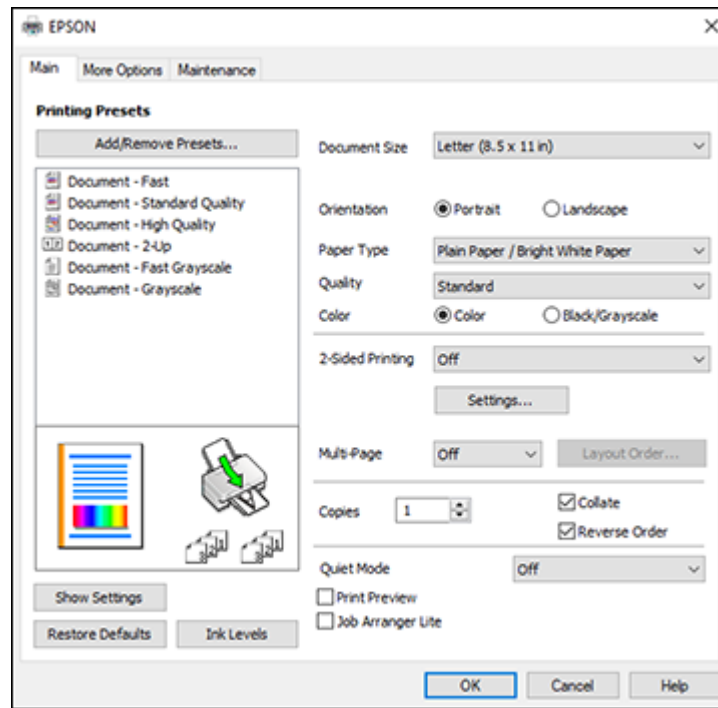 EPSON
Main More Options Maintenance
Printing Presets
Add/Remove Presets...
Document - Fast
Document - Standard Quality
Document - High Quality
Document - 2-Up
Document - Fast Grayscale
Document - Grayscale
Show Settings
Restore Defaults Ink Levels
Document Size Letter (8.5 x 11 in)
Orientation Portrait Landscape
Paper Type Plain Paper / Bright White Paper
Quality Standard
Color Color Black/Grayscale
2-Sided Printing Off
Settings...
Multi-Page Off Layout Order...
Copies 1 Collate
Reverse Order
Quiet Mode Off
Print Preview
Job Arranger Lite
OK Cancel Help